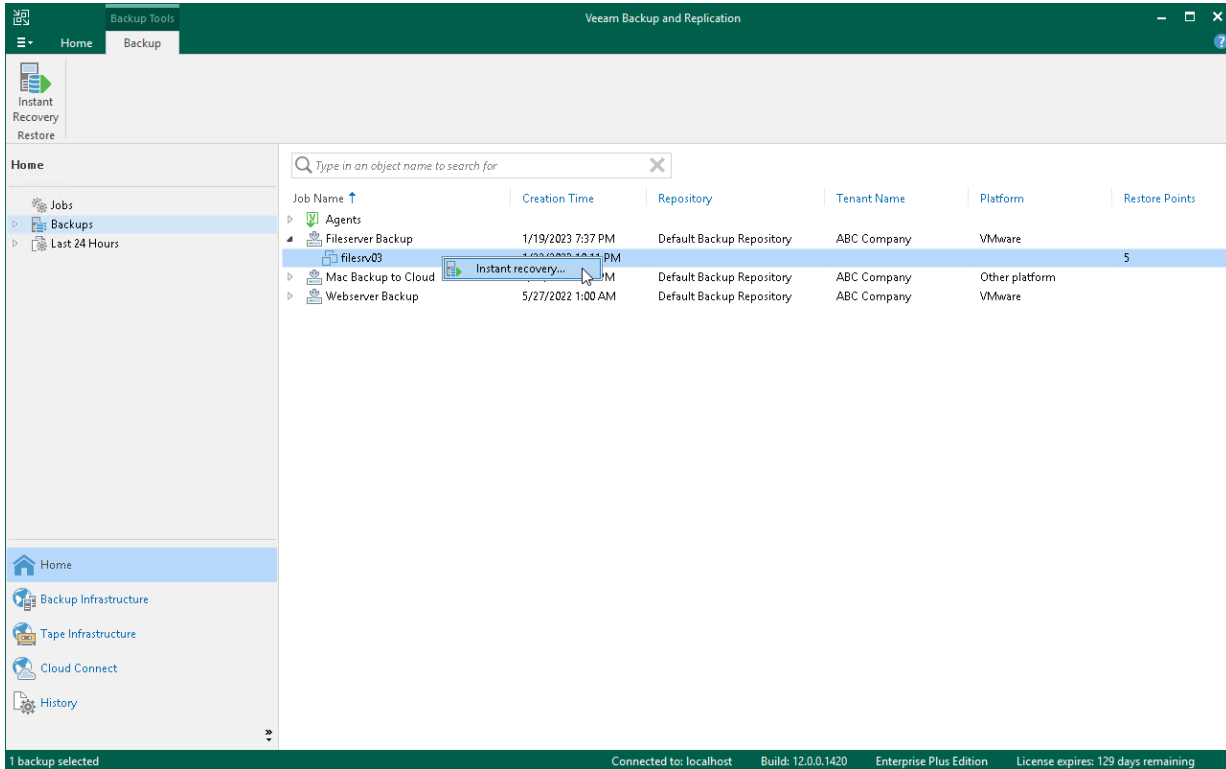 Backup Tools
Veeam Backup and Replication
Home Backup
Instant
Recovery
Restore
Home
Jobs
Backups
Last 24 Hours
Type in an object name to search for
Job Name Creation Time Repository Tenant Name Platform Restore Points
Agents
Fileserver Backup 1/19/2023 7:37 PM Default Backup Repository ABC Company VMware
filesrv03 PM 5
Instant recovery...
Mac Backup to Cloud Default Backup Repository ABC Company Other platform
Webserver Backup 5/27/2022 1:00 AM Default Backup Repository ABC Company VMware
Home
Backup Infrastructure
Tape Infrastructure
Cloud Connect
History
1 backup selected Connected to: localhost Build: 12.0.0.1420 Enterprise Plus Edition License expires: 129 days remaining